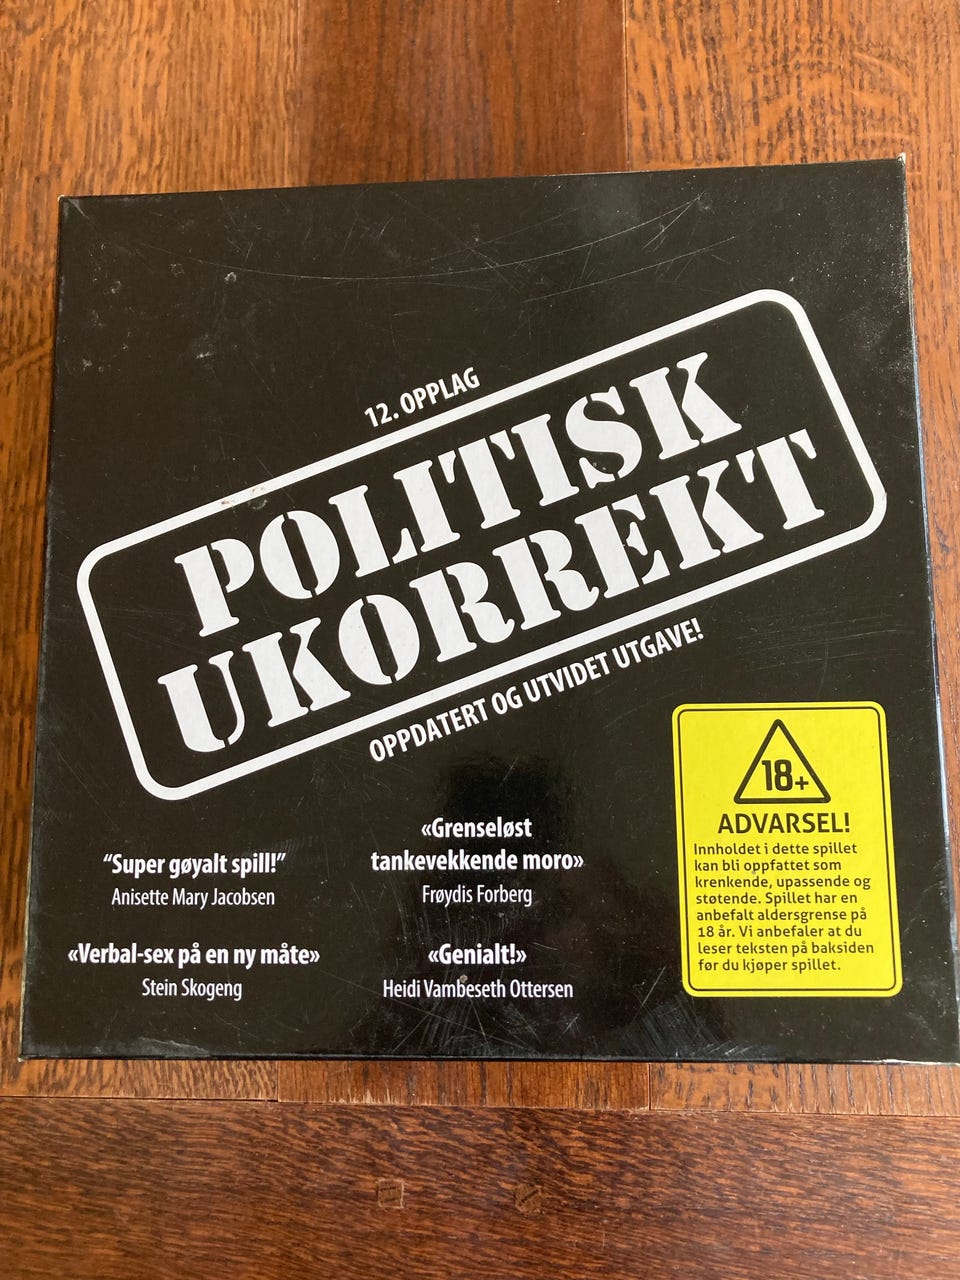 12. OPPLAG
POLITISK
UKORREKT
OPPDATERT OG UTVIDET UTGAVE!
“Super gøyalt spill!”
Anisette Mary Jacobsen
«Grenseløst
tankevekkende moro»
Frøydis Forberg
«Verbal-sex på en ny måte»
Stein Skogeng
«Genialt!»
Heidi Vambeseth Ottersen
18+
ADVARSEL!
Innholdet i dette spillet
kan bli oppfattet som
krenkende, upassende og
støtende. Spillet har en
anbefalt aldersgrense på
18 år. Vi anbefaler at du
leser teksten på baksiden
før du kjøper spillet.